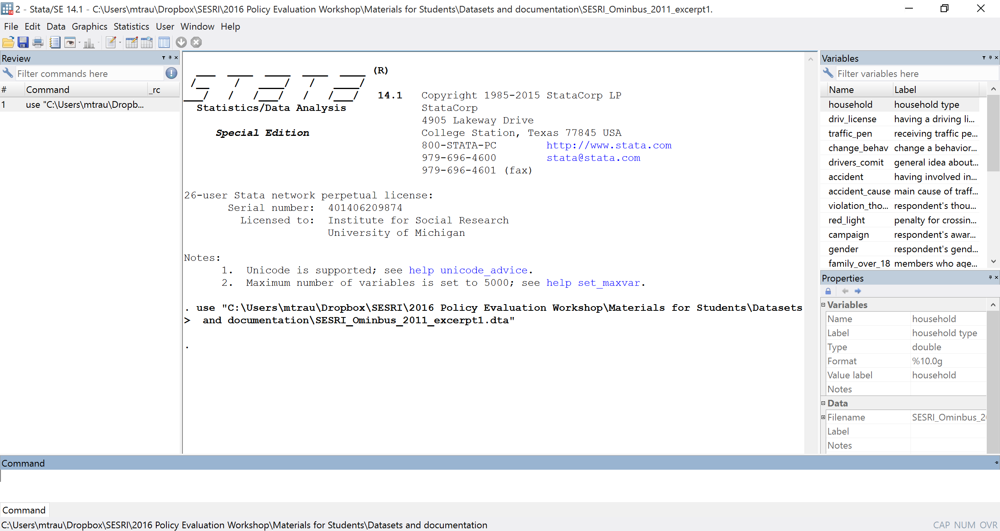 2 - Stata/SE 14.1 - C:\Users\mtrau\Dropbox\SESRI\2016 Policy Evaluation Workshop\Materials for Students\Datasets and documentation\SESRI_Ominbus_2011_excerpt1.
File Edit Data Graphics Statistics User Window Help
Review
Filter commands here
# Command _rc
1 use "C:\Users\mtrau\Dropb...
(R)
14.1 Copyright 1985-2015 StataCorp LP
Statistics/Data Analysis StataCorp
4905 Lakeway Drive
Special Edition College Station, Texas 77845 USA
800-STATA-PC http://www.stata.com
979-696-4600 stata@stata.com
979-696-4601 (fax)
26-user Stata network perpetual license:
Serial number: 401406209874
Licensed to: Institute for Social Research
University of Michigan
Notes:
1. Unicode is supported; see help unicode_advice.
2. Maximum number of variables is set to 5000; see help set_maxvar.
. use "C:\Users\mtrau\Dropbox\SESRI\2016 Policy Evaluation Workshop\Materials for Students\Datasets
> and documentation\SESRI_Ominbus_2011_excerpt1.dta"
.
Variables
Filter variables here
Name Label
household household type
driv_license having a driving li...
traffic_pen receiving traffic pe...
change_behav change a behavior...
drivers_comit general idea about...
accident having involved in...
accident_cause main cause of traff...
violation_tho... respondent's thou...
red_light penalty for crossin...
campaign respondent's awar...
gender respondent's gend...
family_over_18 members who age...
Properties
Variables
Name household
Label household type
Type double
Format %10.0g
Value label household
Notes
Data
Filename SESRI_Ominbus_2
Label
Notes
Command
Command
C:\Users\mtrau\Dropbox\SESRI\2016 Policy Evaluation Workshop\Materials for Students\Datasets and documentation
CAP NUM OVR